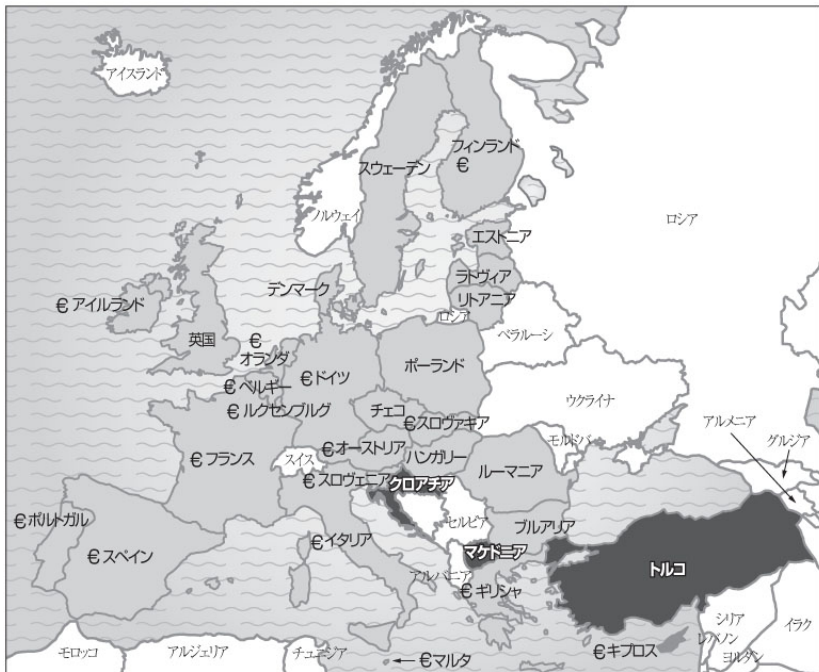 アイスランド
フィンランド
€
スウェーデン
ノルウェイ
ロシア
エストニア
ラトヴィア
リトアニア
ロシア
デンマーク
€アイルランド
英国
€
オランダ
ベラルーシ
ポーランド
€ドイツ
€ベルギー
€ルクセンブルグ
チェコ
€スロヴァキア
ウクライナ
モルドバ
アルメニア
グルジア
€フランス
スイス
€オーストリア
ハンガリー
ルーマニア
€スロヴェニア
クロアチア
セルビア
ブルアリア
€ポルトガル
€スペイン
€イタリア
マケドニア
アルバニア
€ギリシャ
トルコ
シリア
レバノン
ヨルダン
イラク
モロッコ
アルジェリア
チュニジア
€マルタ
€キプロス